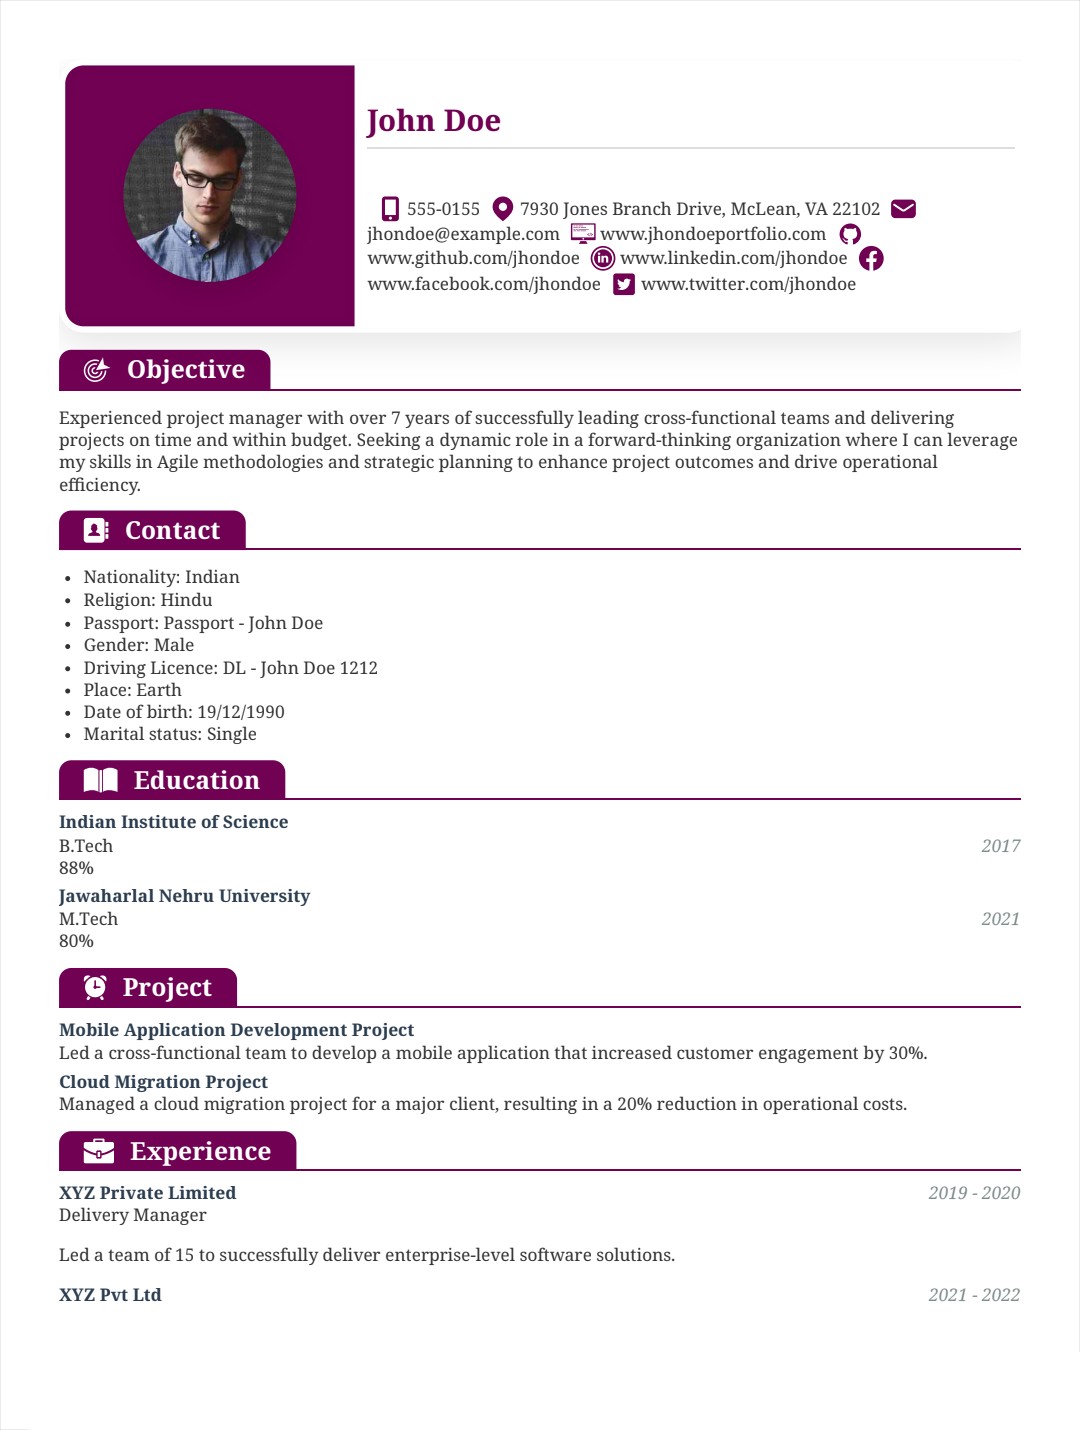 John Doe
555-0155 7930 Jones Branch Drive, McLean, VA 22102
jhondoe@example.com www.jhondoeportfolio.com
www.github.com/jhondoe www.linkedin.com/jhondoe
www.facebook.com/jhondoe www.twitter.com/jhondoe
Objective
Experienced project manager with over 7 years of successfully leading cross-functional teams and delivering
projects on time and within budget. Seeking a dynamic role in a forward-thinking organization where I can leverage
my skills in Agile methodologies and strategic planning to enhance project outcomes and drive operational
efficiency.
Contact
• Nationality: Indian
• Religion: Hindu
• Passport: Passport - John Doe
• Gender: Male
• Driving Licence: DL - John Doe 1212
• Place: Earth
• Date of birth: 19/12/1990
• Marital status: Single
Education
Indian Institute of Science
B.Tech 2017
88%
Jawaharlal Nehru University
M.Tech 2021
80%
Project
Mobile Application Development Project
Led a cross-functional team to develop a mobile application that increased customer engagement by 30%.
Cloud Migration Project
Managed a cloud migration project for a major client, resulting in a 20% reduction in operational costs.
Experience
XYZ Private Limited 2019 - 2020
Delivery Manager
Led a team of 15 to successfully deliver enterprise-level software solutions.
XYZ Pvt Ltd 2021 - 2022